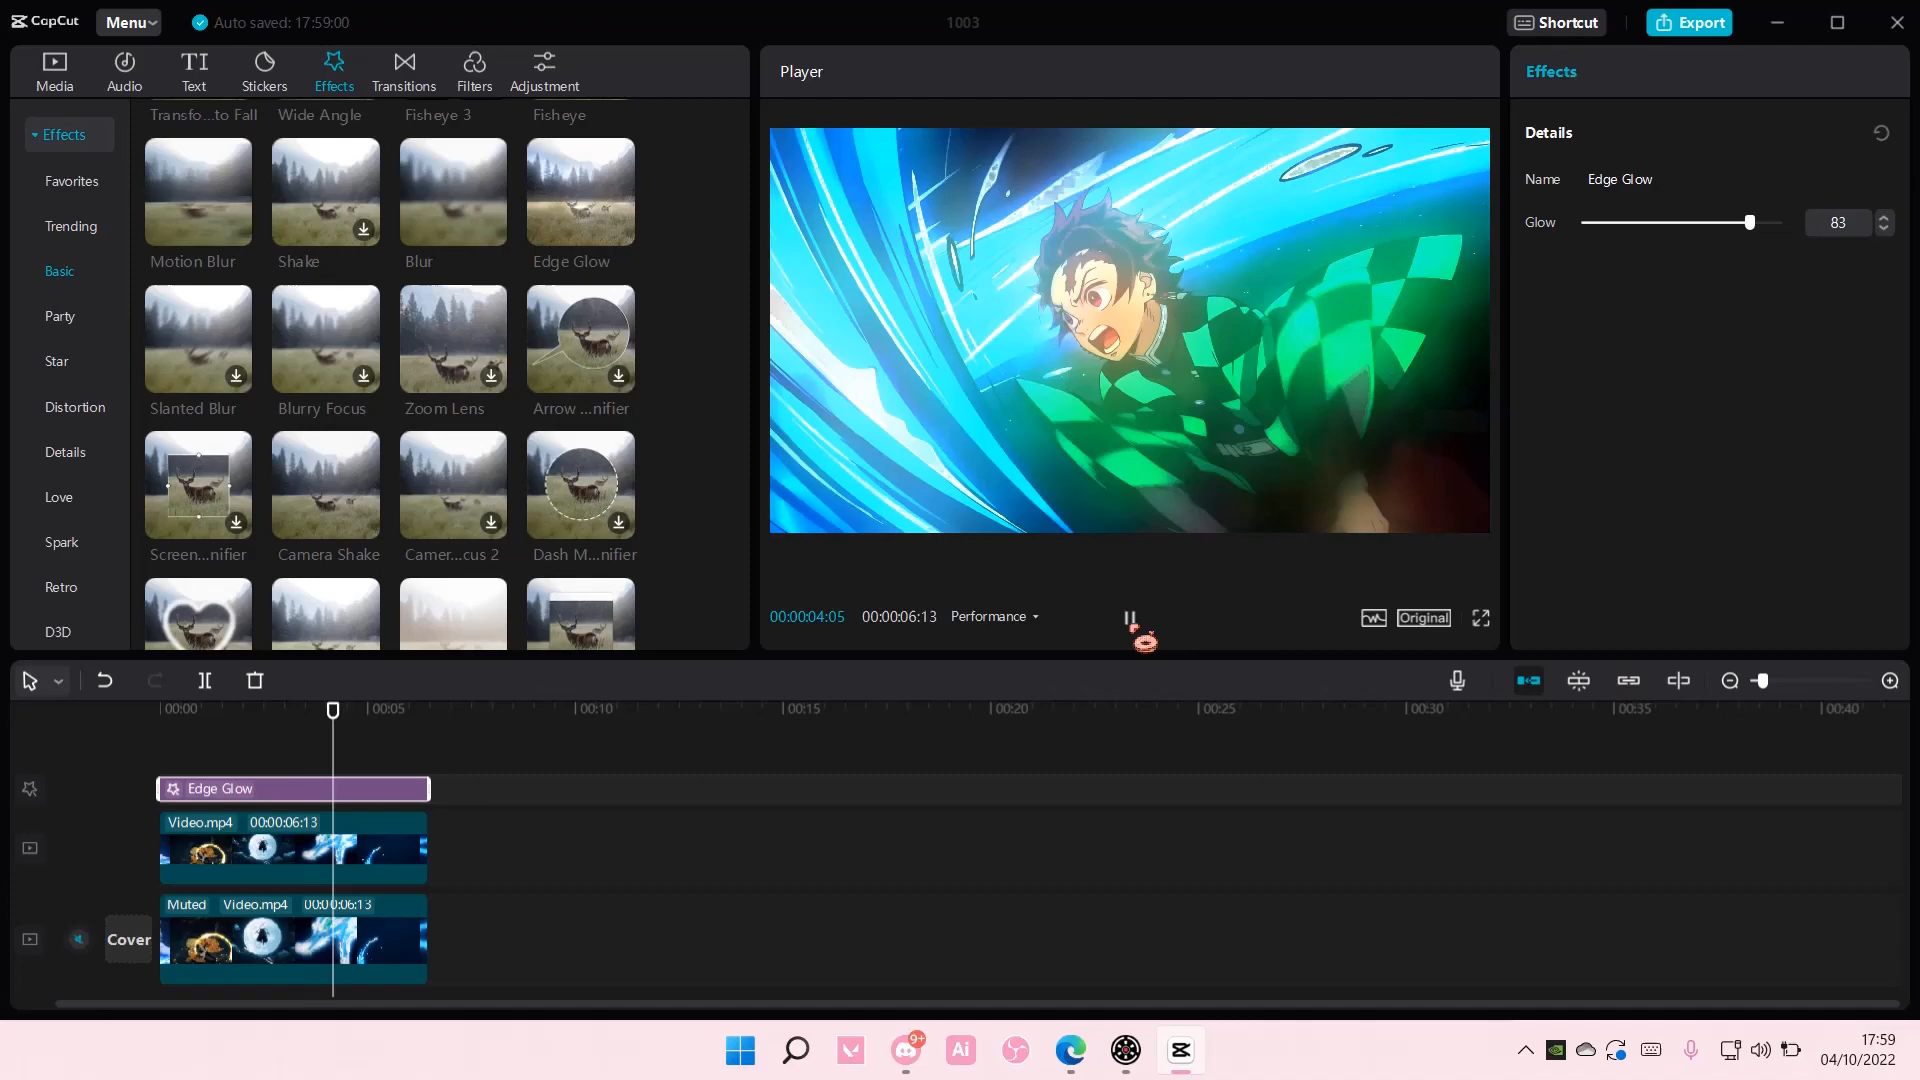 CapCut
Menu
Auto saved: 17:59:00
1003
Shortcut
Export
Media
Audio
Text
Stickers
Effects
Transitions
Filters
Adjustment
Effects
Favorites
Trending
Basic
Party
Star
Distortion
Details
Love
Spark
Retro
D3D
Transfo...to Fall
Wide Angle
Fisheye 3
Fisheye
Motion Blur
Shake
Blur
Edge Glow
Slanted Blur
Blurry Focus
Zoom Lens
Arrow ...nifier
Screen...nifier
Camera Shake
Camer...cus 2
Dash M...nifier
Player
00:00:04:05
00:00:06:13
Performance
Original
Effects
Details
Name
Edge Glow
Glow
83
00:00
00:05
00:10
00:15
00:20
00:25
00:30
00:35
00:40
Edge Glow
Video.mp4 00:00:06:13
Muted Video.mp4 00:00:06:13
Cover
9+
Ai
17:59
04/10/2022